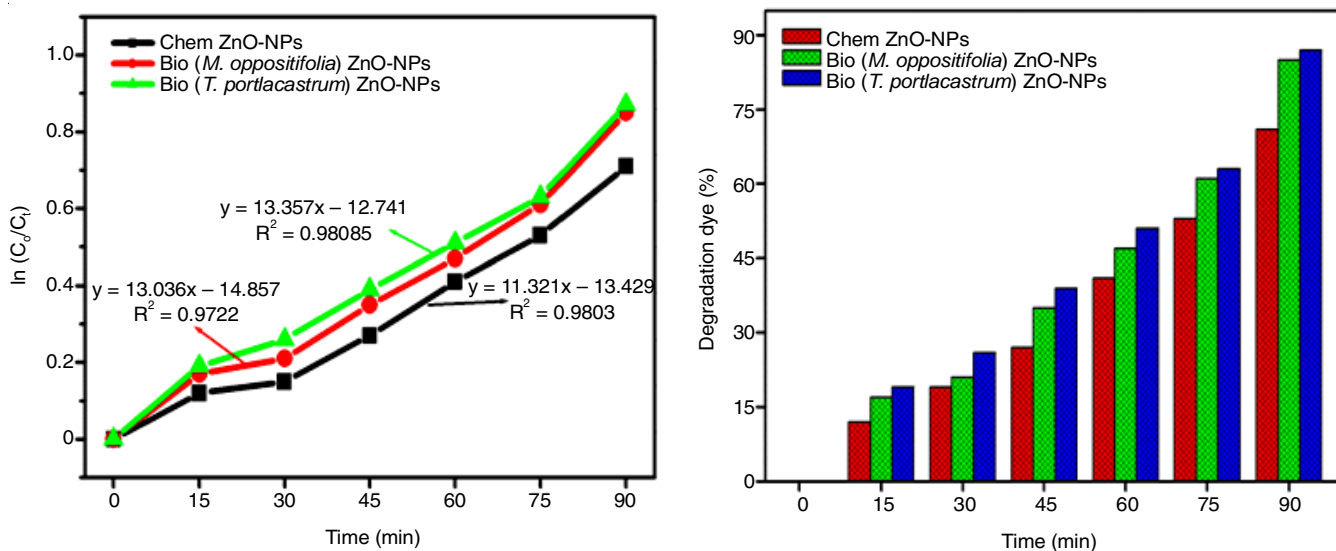 Chem ZnO-NPs
Bio (M. oppositifolia) ZnO-NPs
Bio (T. portlacastrum) ZnO-NPs
1.0
0.8
0.6
0.4
0.2
0
ln (C₀/Cₜ)
y = 13.357x – 12.741
R² = 0.98085
y = 13.036x – 14.857
R² = 0.9722
y = 11.321x – 13.429
R² = 0.9803
0 15 30 45 60 75 90
Time (min)
Chem ZnO-NPs
Bio (M. oppositifolia) ZnO-NPs
Bio (T. portlacastrum) ZnO-NPs
90
75
60
45
30
15
0
Degradation dye (%)
0 15 30 45 60 75 90
Time (min)